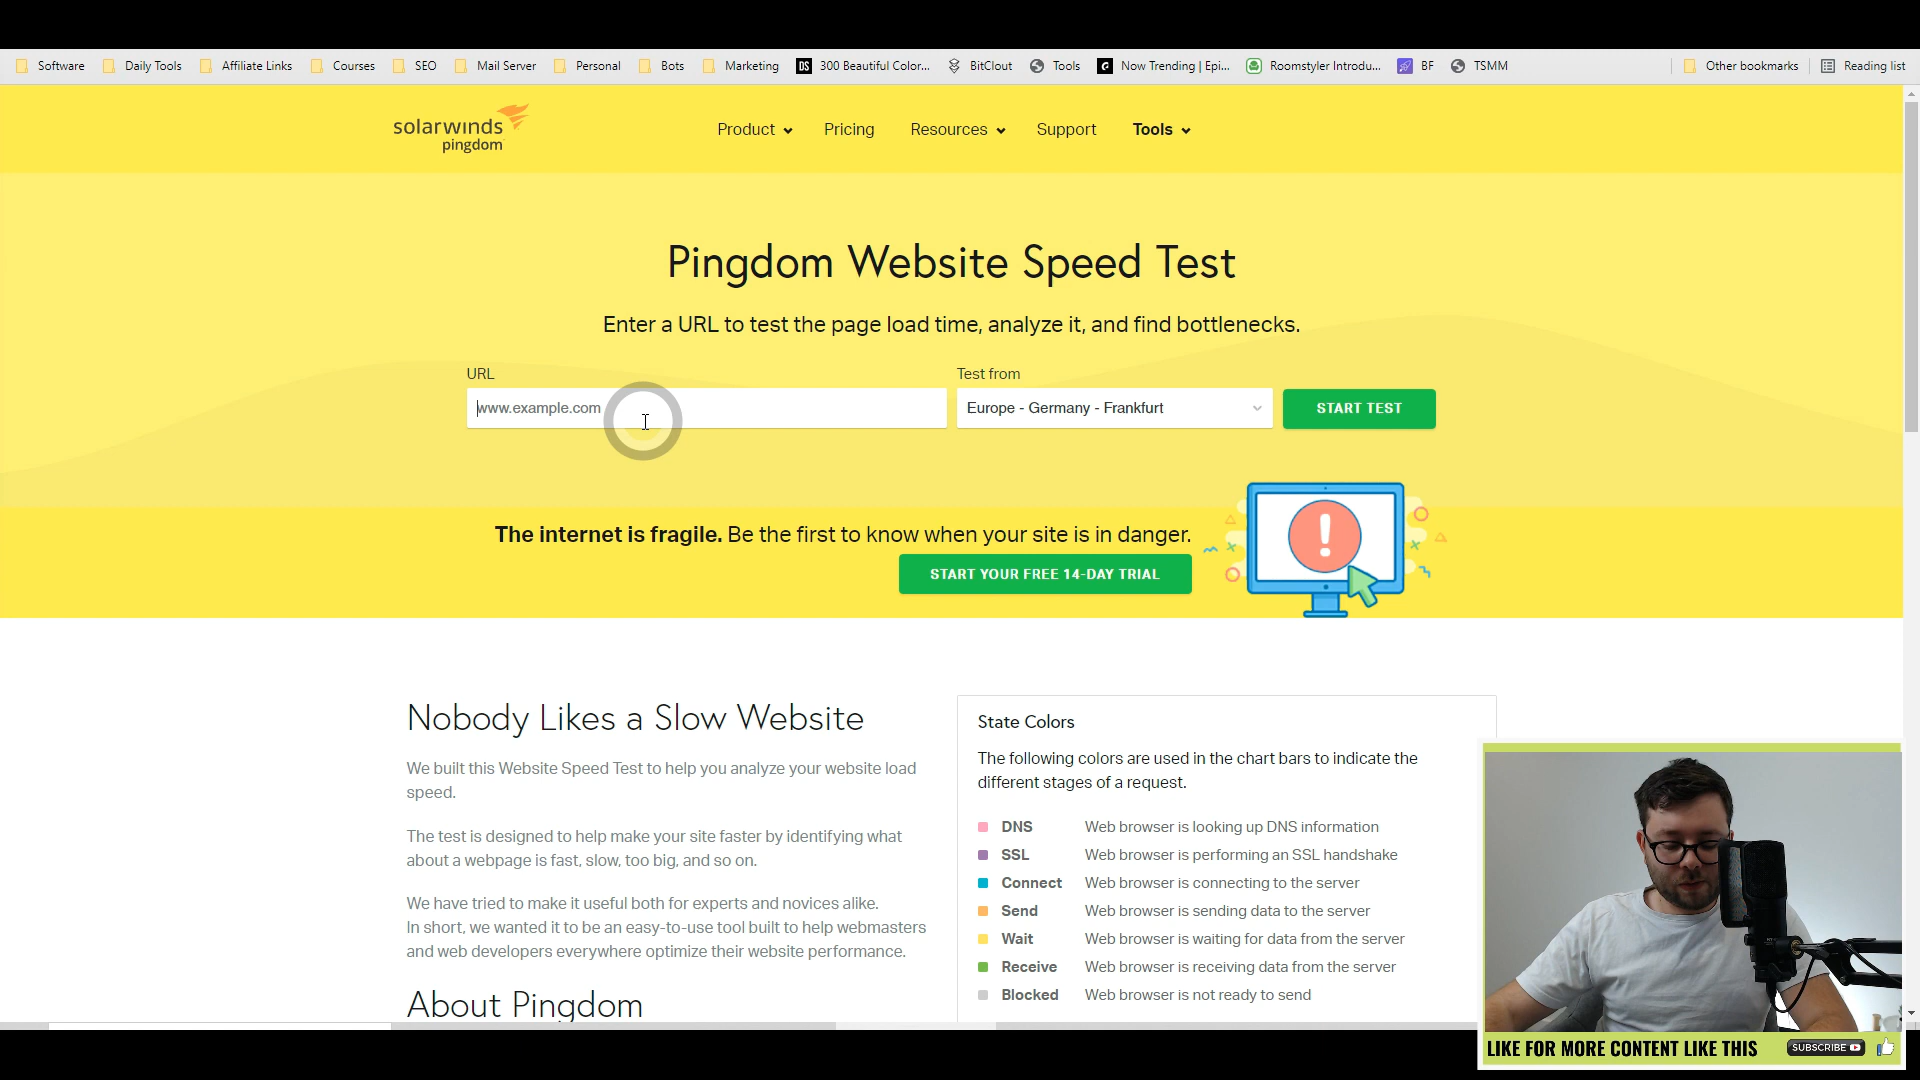 Software Daily Tools Affiliate Links Courses SEO Mail Server Personal Bots Marketing DS 300 Beautiful Color... BitClout Tools Now Trending | Epi... Roomstyler Introdu... BF TSMM Other bookmarks Reading list
solarwinds
pingdom
Product Pricing Resources Support Tools
Pingdom Website Speed Test
Enter a URL to test the page load time, analyze it, and find bottlenecks.
URL Test from
www.example.com Europe - Germany - Frankfurt START TEST
The internet is fragile. Be the first to know when your site is in danger.
START YOUR FREE 14-DAY TRIAL
!
Nobody Likes a Slow Website
We built this Website Speed Test to help you analyze your website load
speed.
The test is designed to help make your site faster by identifying what
about a webpage is fast, slow, too big, and so on.
We have tried to make it useful both for experts and novices alike.
In short, we wanted it to be an easy-to-use tool built to help webmasters
and web developers everywhere optimize their website performance.
About Pingdom
State Colors
The following colors are used in the chart bars to indicate the
different stages of a request.
DNS Web browser is looking up DNS information
SSL Web browser is performing an SSL handshake
Connect Web browser is connecting to the server
Send Web browser is sending data to the server
Wait Web browser is waiting for data from the server
Receive Web browser is receiving data from the server
Blocked Web browser is not ready to send
LIKE FOR MORE CONTENT LIKE THIS SUBSCRIBE